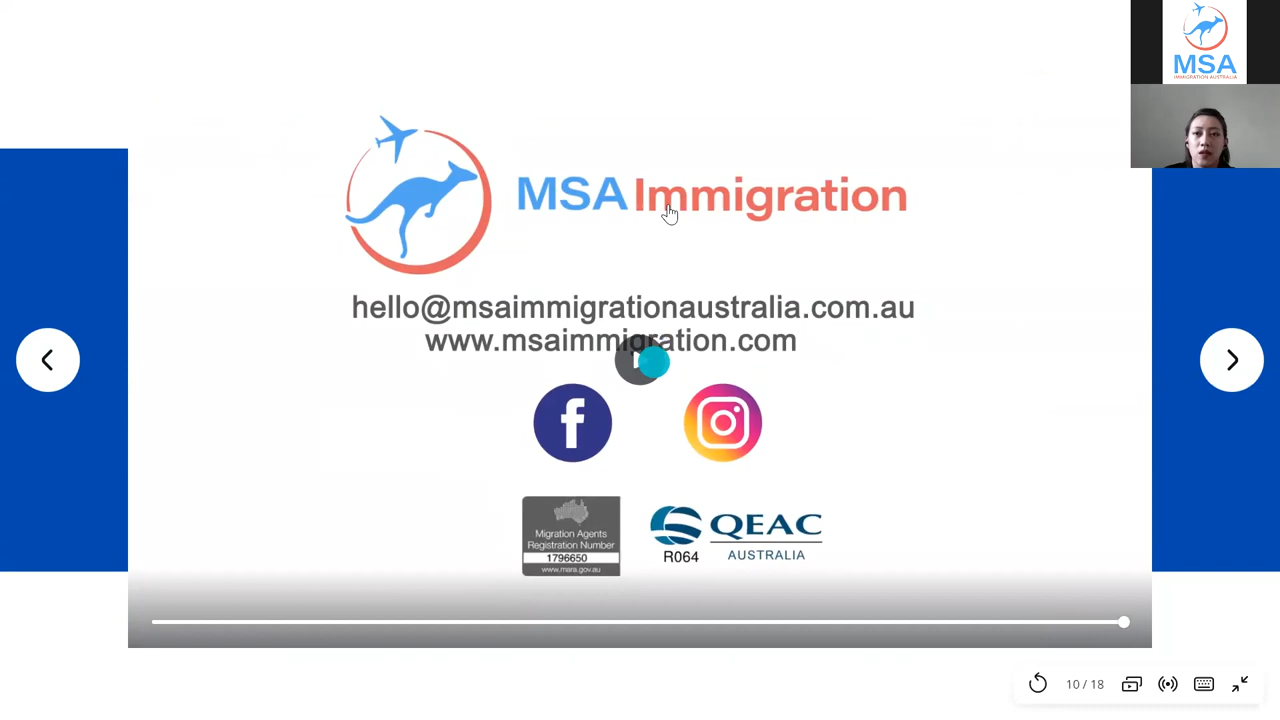 MSA
IMMIGRATION AUSTRALIA
MSA Immigration
hello@msaimmigrationaustralia.com.au
www.msaimmigration.com
f
Migration Agents
Registration Number
1796650
www.mara.gov.au
QEAC
R064
AUSTRALIA
10 / 18